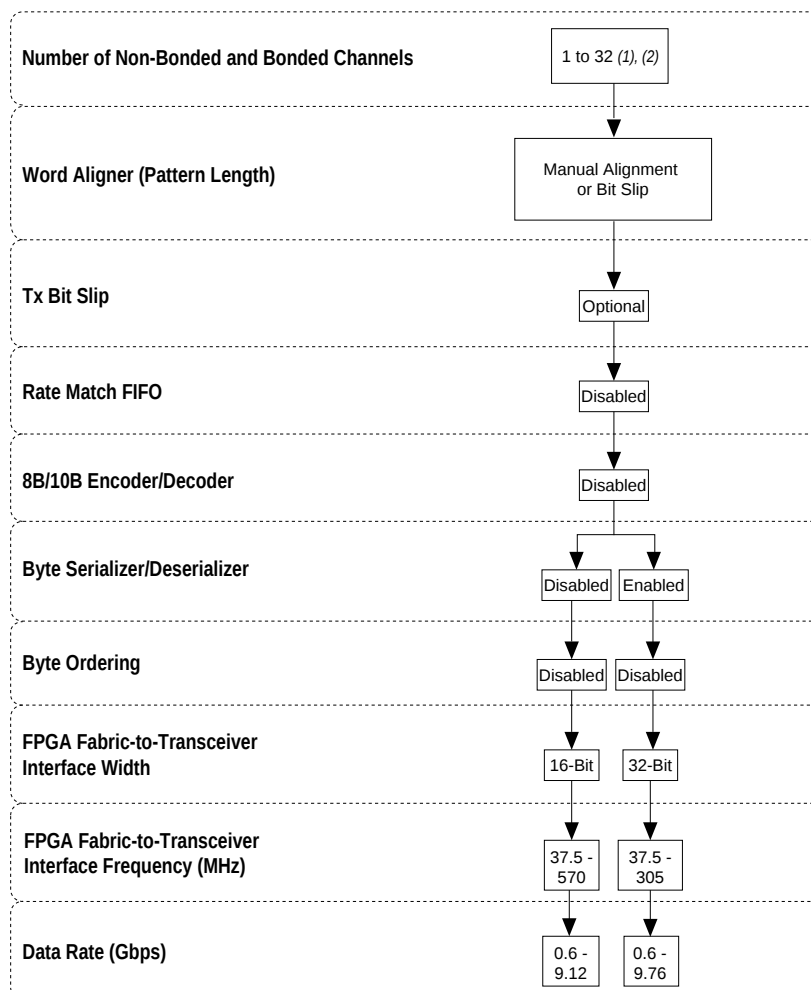 Number of Non-Bonded and Bonded Channels
1 to 32 (1), (2)
Word Aligner (Pattern Length)
Manual Alignment
or Bit Slip
Tx Bit Slip
Optional
Rate Match FIFO
Disabled
8B/10B Encoder/Decoder
Disabled
Byte Serializer/Deserializer
Disabled
Enabled
Byte Ordering
Disabled
Disabled
FPGA Fabric-to-Transceiver
Interface Width
16-Bit
32-Bit
FPGA Fabric-to-Transceiver
Interface Frequency (MHz)
37.5 -
570
37.5 -
305
Data Rate (Gbps)
0.6 -
9.12
0.6 -
9.76